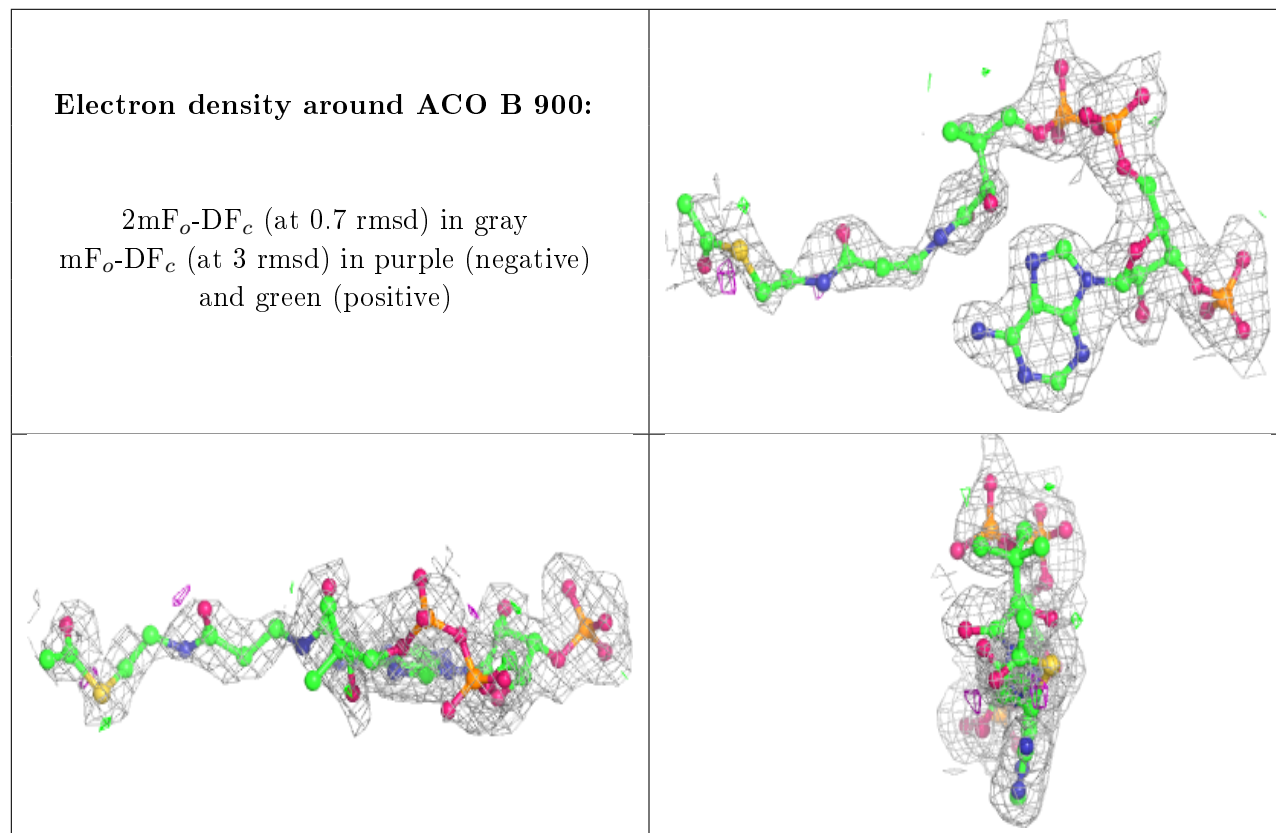 Electron density around ACO B 900:
2mFo-DFc (at 0.7 rmsd) in gray
mFo-DFc (at 3 rmsd) in purple (negative)
and green (positive)